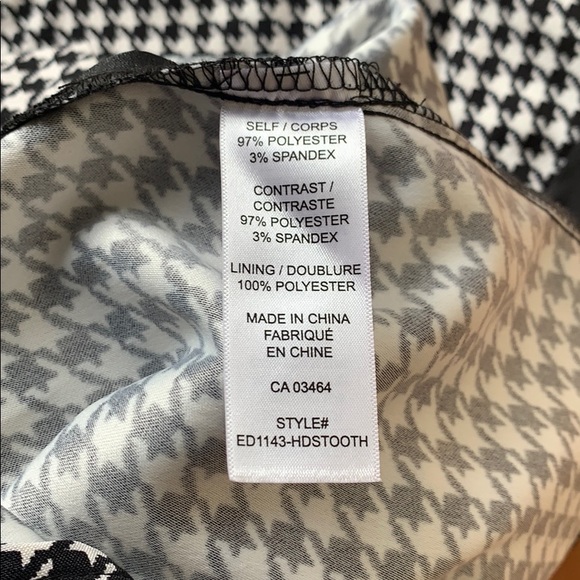 SELF / CORPS
97% POLYESTER
3% SPANDEX
CONTRAST /
CONTRASTE
97% POLYESTER
3% SPANDEX
LINING / DOUBLURE
100% POLYESTER
MADE IN CHINA
FABRIQUÉ
EN CHINE
CA 03464
STYLE#
ED1143-HDSTOOTH